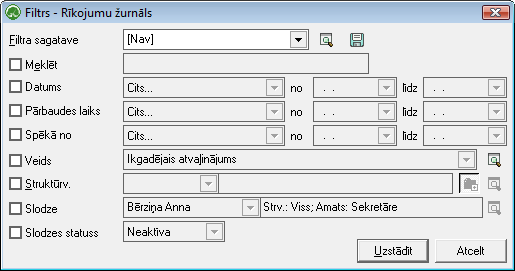 Filtrs - Rīkojumu žurnāls
Filtra sagatave [Nav]
Meklēt
Datums Cits... no . . līdz . .
Pārbaudes laiks Cits... no . . līdz . .
Spēkā no Cits... no . . līdz . .
Veids Ikgadējais atvaļinājums
Struktūrv.
Slodze Bērziņa Anna Strv.: Viss; Amats: Sekretāre
Slodzes statuss Neaktīva
Uzstādīt Atcelt